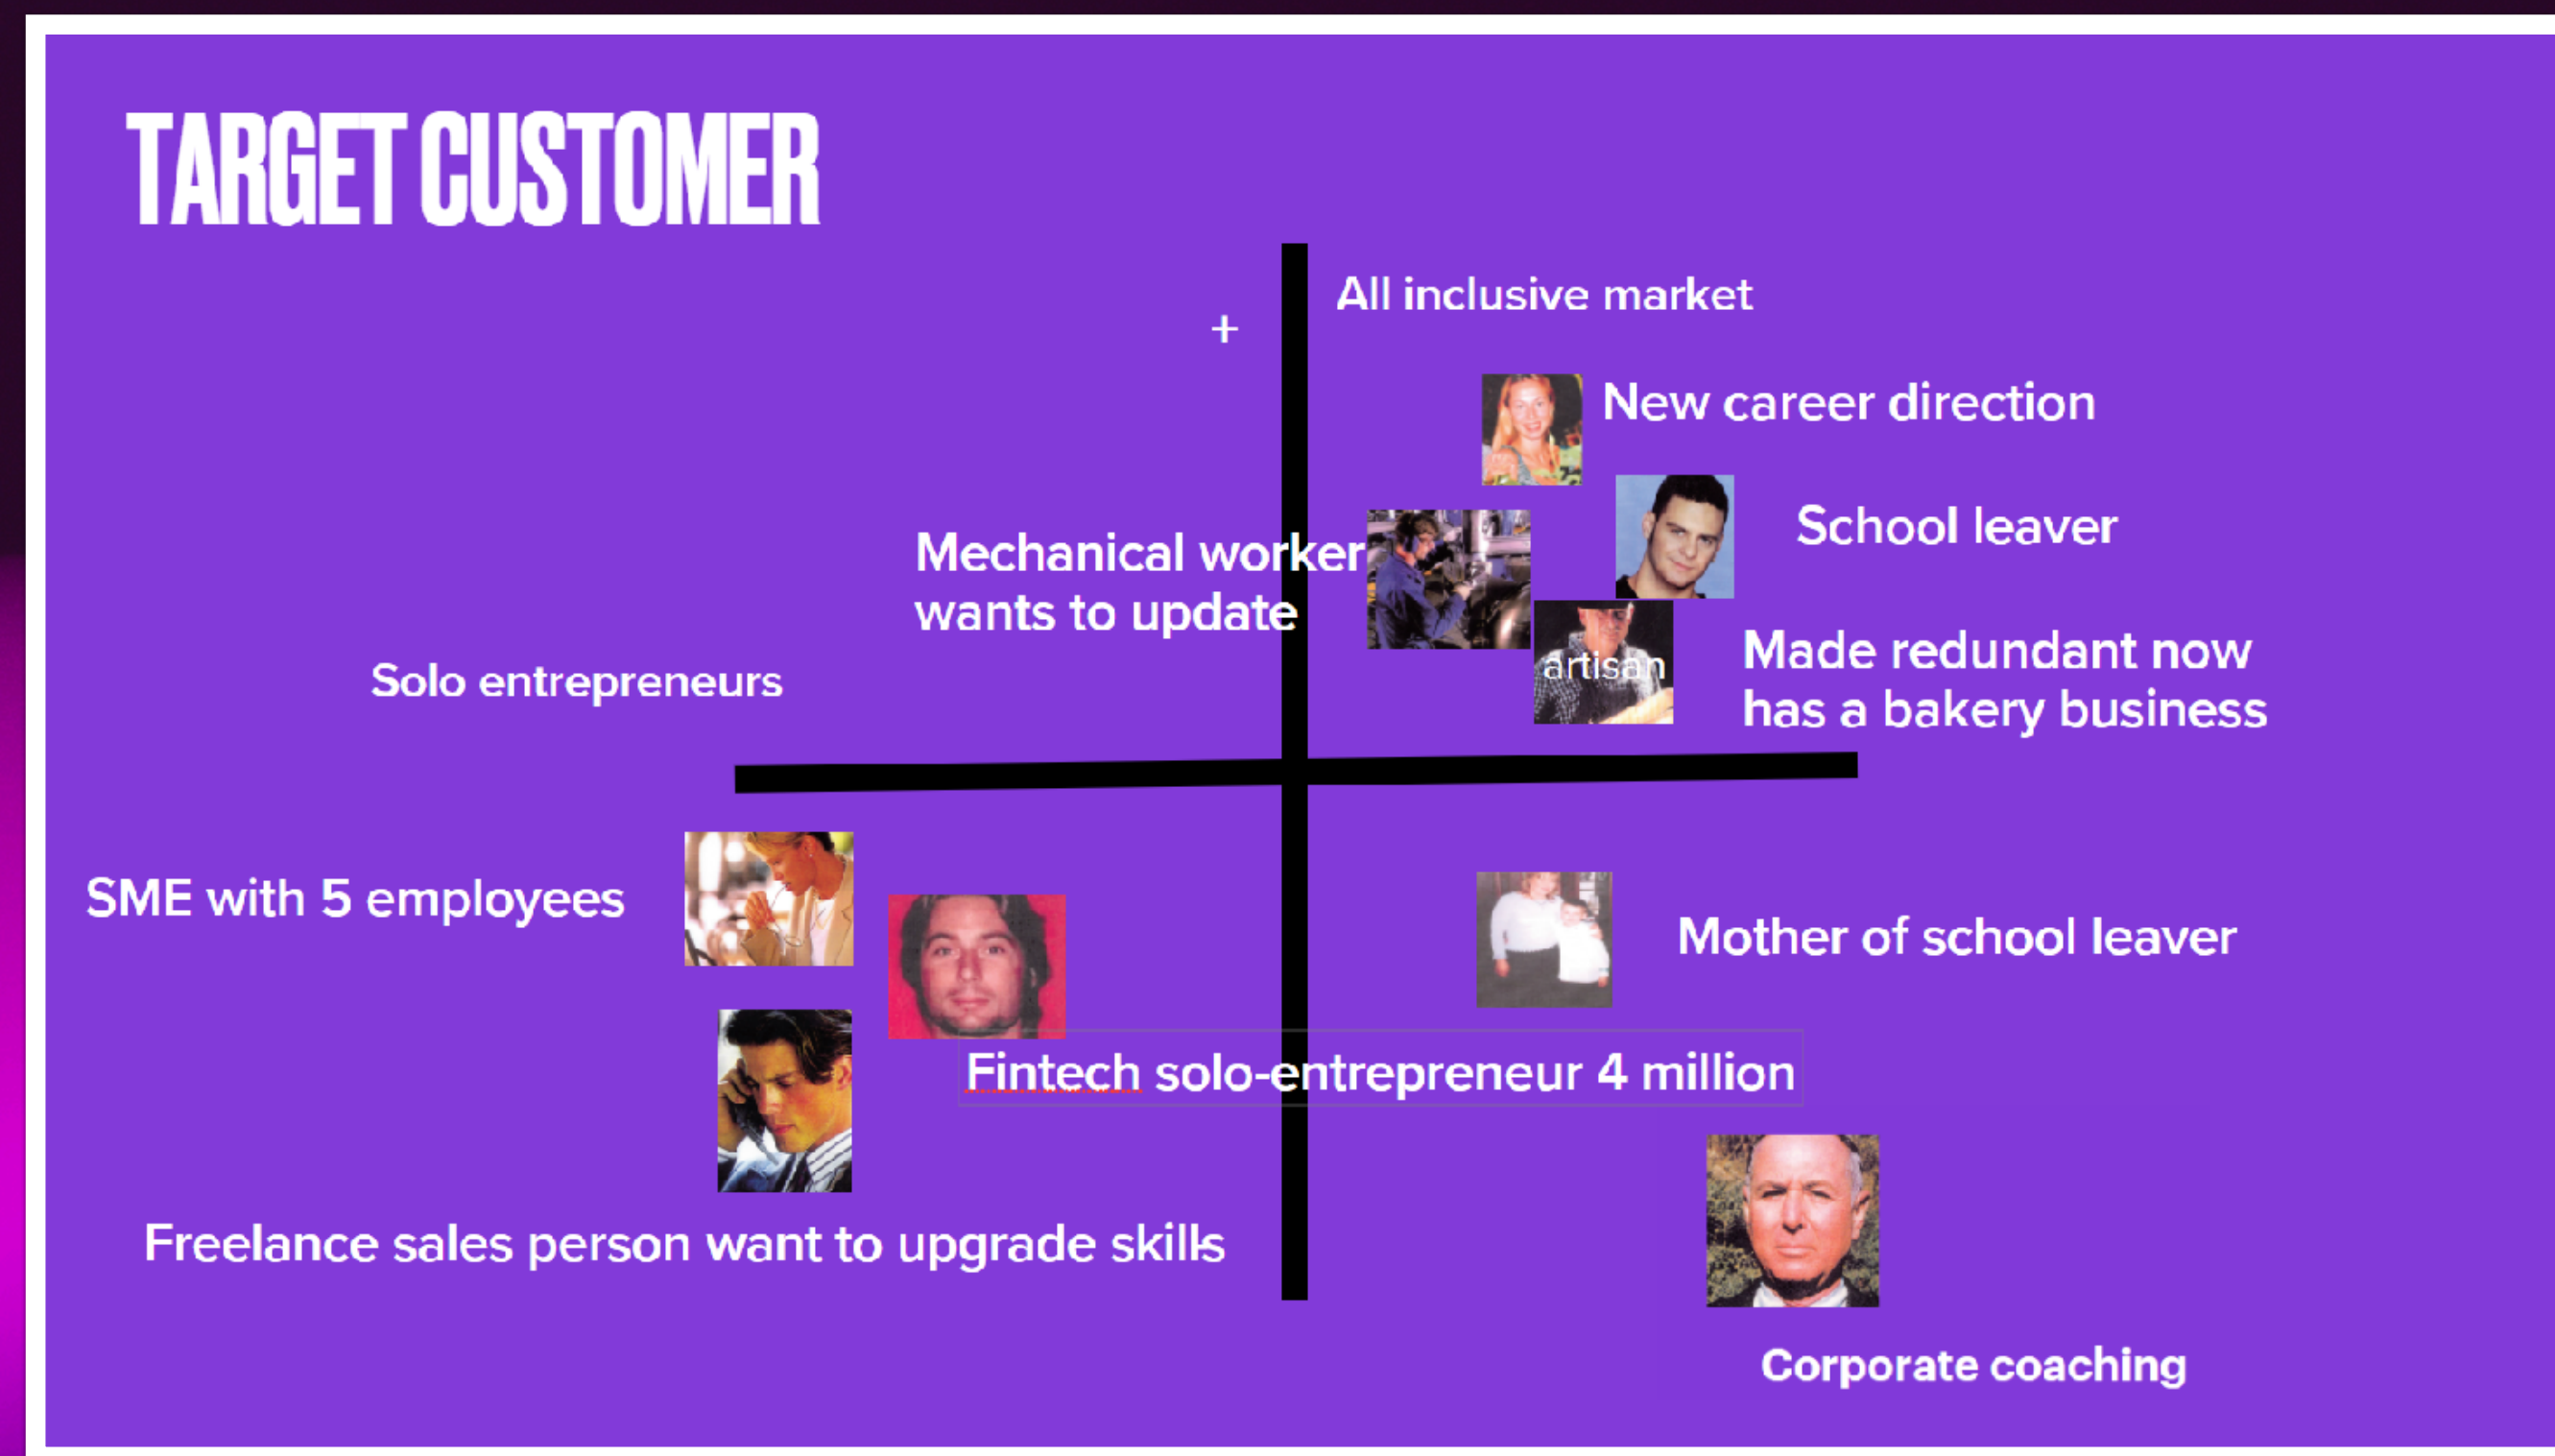 TARGET CUSTOMER
All inclusive market
+
New career direction
School leaver
Mechanical worker
wants to update
artisan
Made redundant now
has a bakery business
Solo entrepreneurs
SME with 5 employees
Mother of school leaver
Fintech solo-entrepreneur 4 million
Freelance sales person want to upgrade skills
Corporate coaching